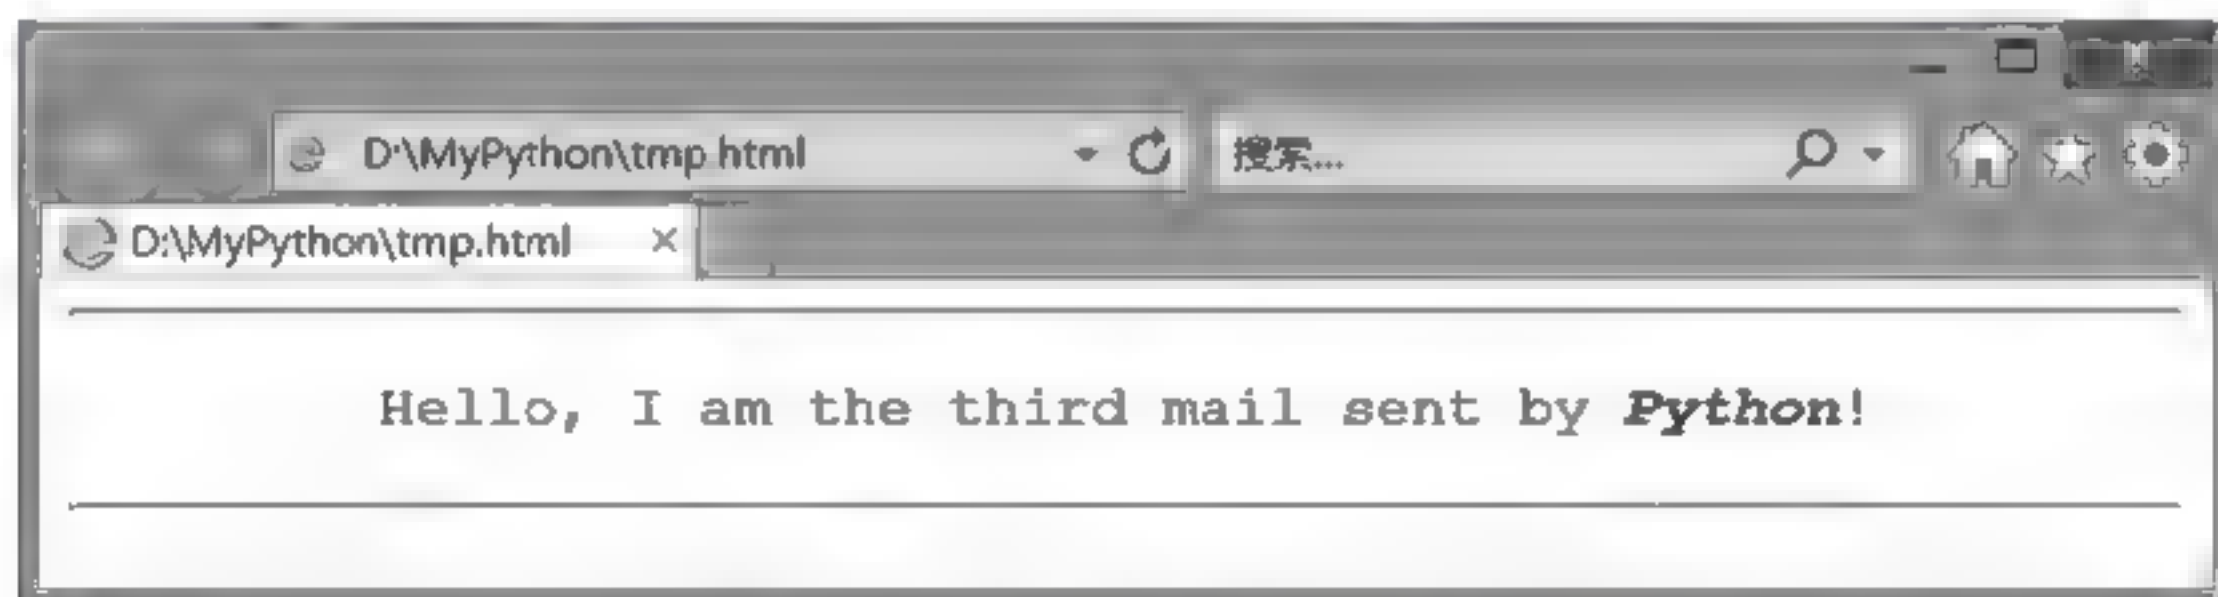 D:\MyPython\tmp html
搜索...
D:\MyPython\tmp.html
Hello, I am the third mail sent by Python!